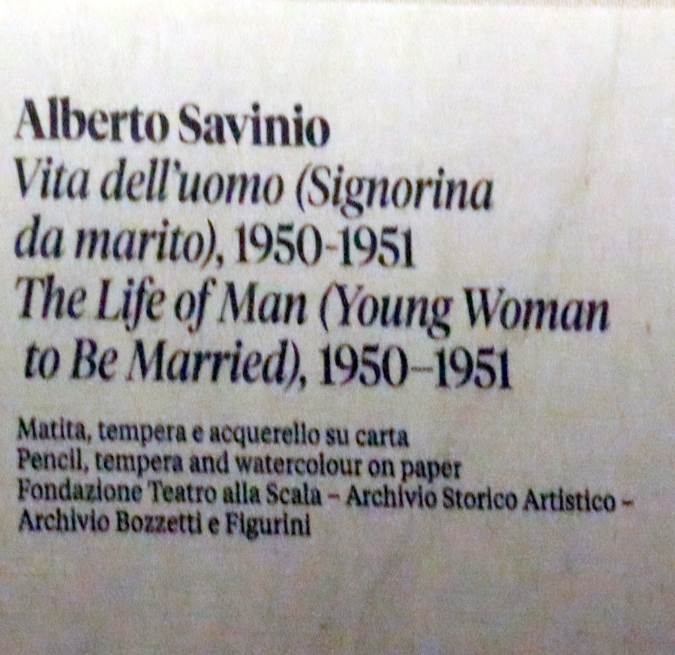 Alberto Savinio
Vita dell'uomo (Signorina
da marito), 1950-1951
The Life of Man (Young Woman
to Be Married), 1950–1951
Matita, tempera e acquerello su carta
Pencil, tempera and watercolour on paper
Fondazione Teatro alla Scala – Archivio Storico Artistico –
Archivio Bozzetti e Figurini